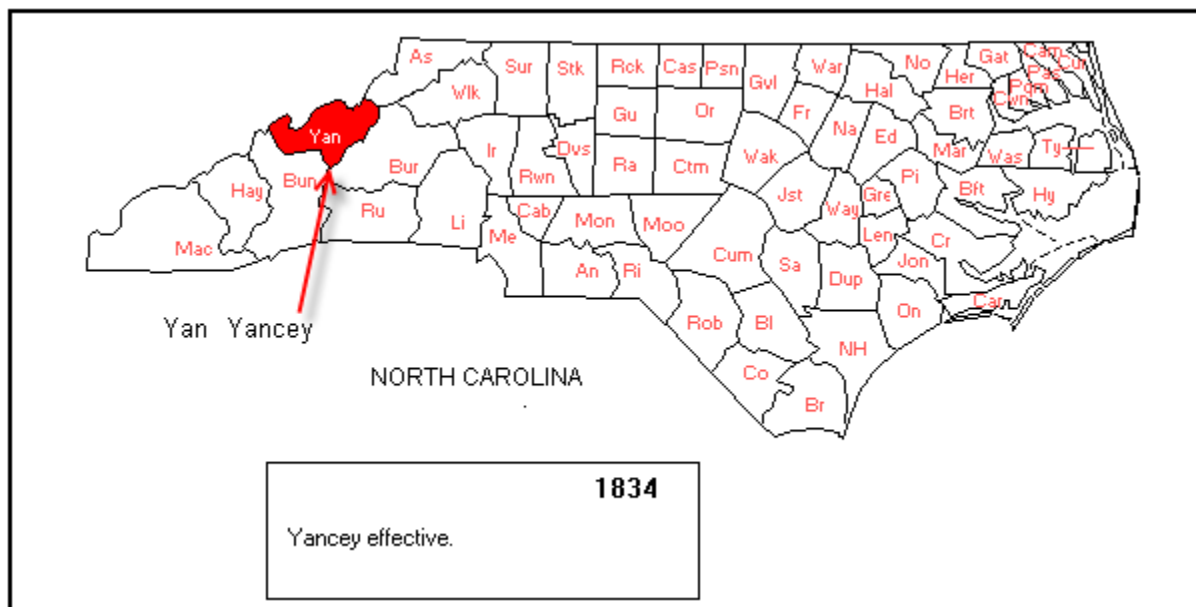 As
Sur
Stk
Rck
Cas
Psn
Gvl
War
No
Her
Gat
Cam
Cur
Pas
Pqm
Cwn
Wlk
Hal
Brt
Yan
Gu
Or
Fr
Na
Ed
Bur
Ir
Rwn
Dvs
Ra
Ctm
Wak
Mar
Was
Ty
Hay
Bun
Ru
Li
Jst
Way
Gre
Pi
Bft
Hy
Mac
Me
Cab
Mon
Moo
Cum
Sa
Len
Cr
Jon
An
Ri
Dup
Car
Yan Yancey
Rob
Bl
NH
On
NORTH CAROLINA
Co
Br
1834
Yancey effective.